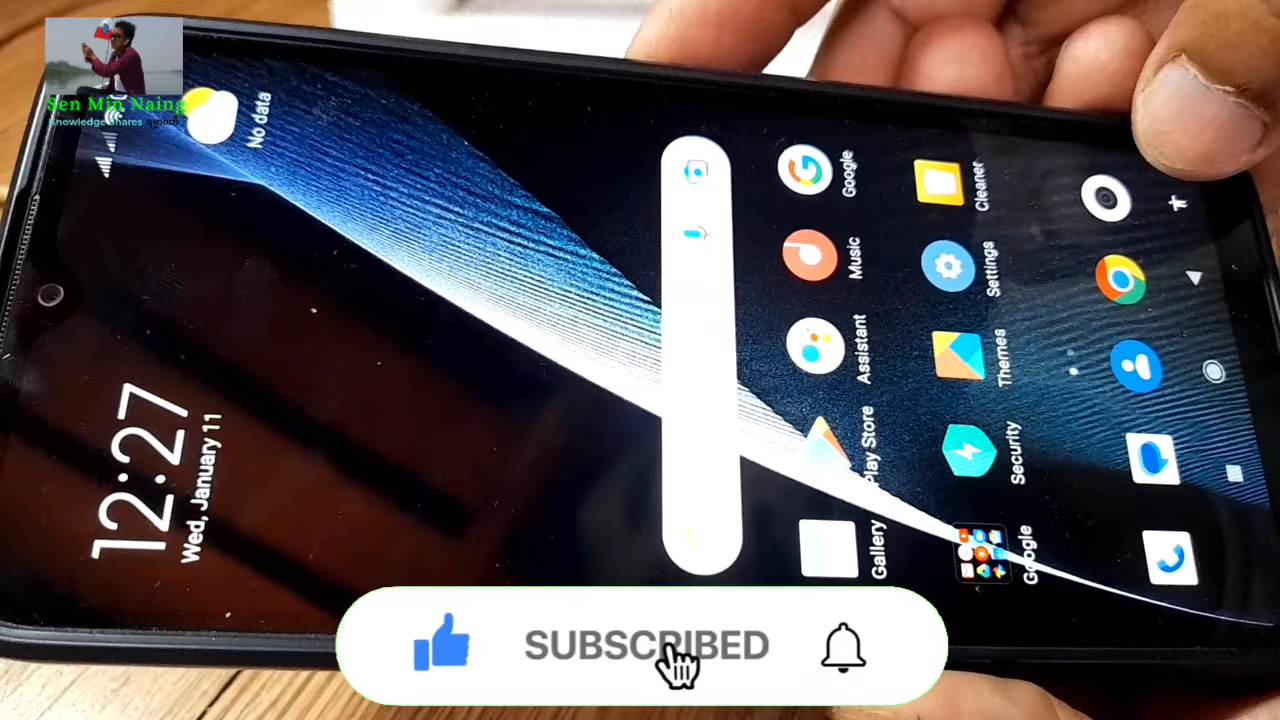 Sen Min Naing
Knowledge Shares
No data
12:27
Wed, January 11
Gallery
Play Store
Assistant
Music
Google
Google
Security
Themes
Settings
Cleaner
SUBSCRIBED